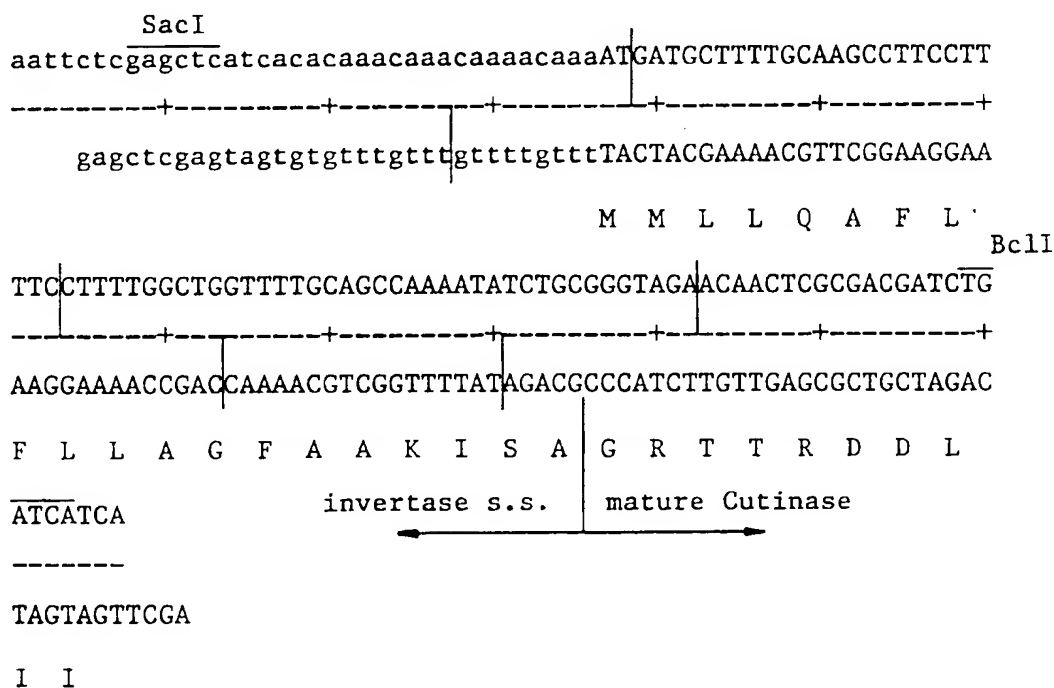 SacI
aattctcgagctcatcacacaaacaaacaaaacaaaATGATGCTTTTGCAAGCCTTCCTT
---------+---------+---------+---------+---------+---------+
gagctcgagtagtgtgtttgtttgttttgtttTACTACGAAAACGTTCGGAAGGAA
M M L L Q A F L
BclI
TTCCTTTTGGCTGGTTTTGCAGCCAAAATATCTGCGGGTAGAACAACTCGCGACGATCTG
---------+---------+---------+---------+---------+---------+
AAGGAAAACCGACCAAAACGTCGGTTTTATAGACGCCCATCTTGTTGAGCGCTGCTAGAC
F L L A G F A A K I S A G R T T R D D L
invertase s.s. mature Cutinase
ATCATCA
-------
TAGTAGTTCGA
I I